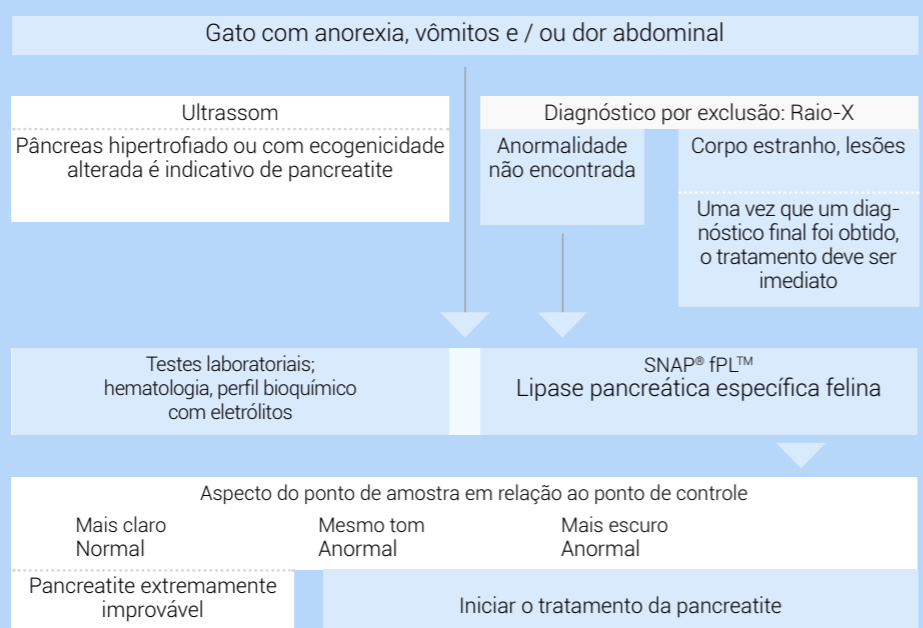 Gato com anorexia, vômitos e / ou dor abdominal
Ultrassom
Pâncreas hipertrofiado ou com ecogenicidade
alterada é indicativo de pancreatite
Diagnóstico por exclusão: Raio-X
Anormalidade
não encontrada
Corpo estranho, lesões
Uma vez que um diag-
nóstico final foi obtido,
o tratamento deve ser
imediato
Testes laboratoriais;
hematologia, perfil bioquímico
com eletrólitos
SNAP® fPL™
Lipase pancreática específica felina
Aspecto do ponto de amostra em relação ao ponto de controle
Mais claro
Normal
Mesmo tom
Anormal
Mais escuro
Anormal
Pancreatite extremamente
improvável
Iniciar o tratamento da pancreatite